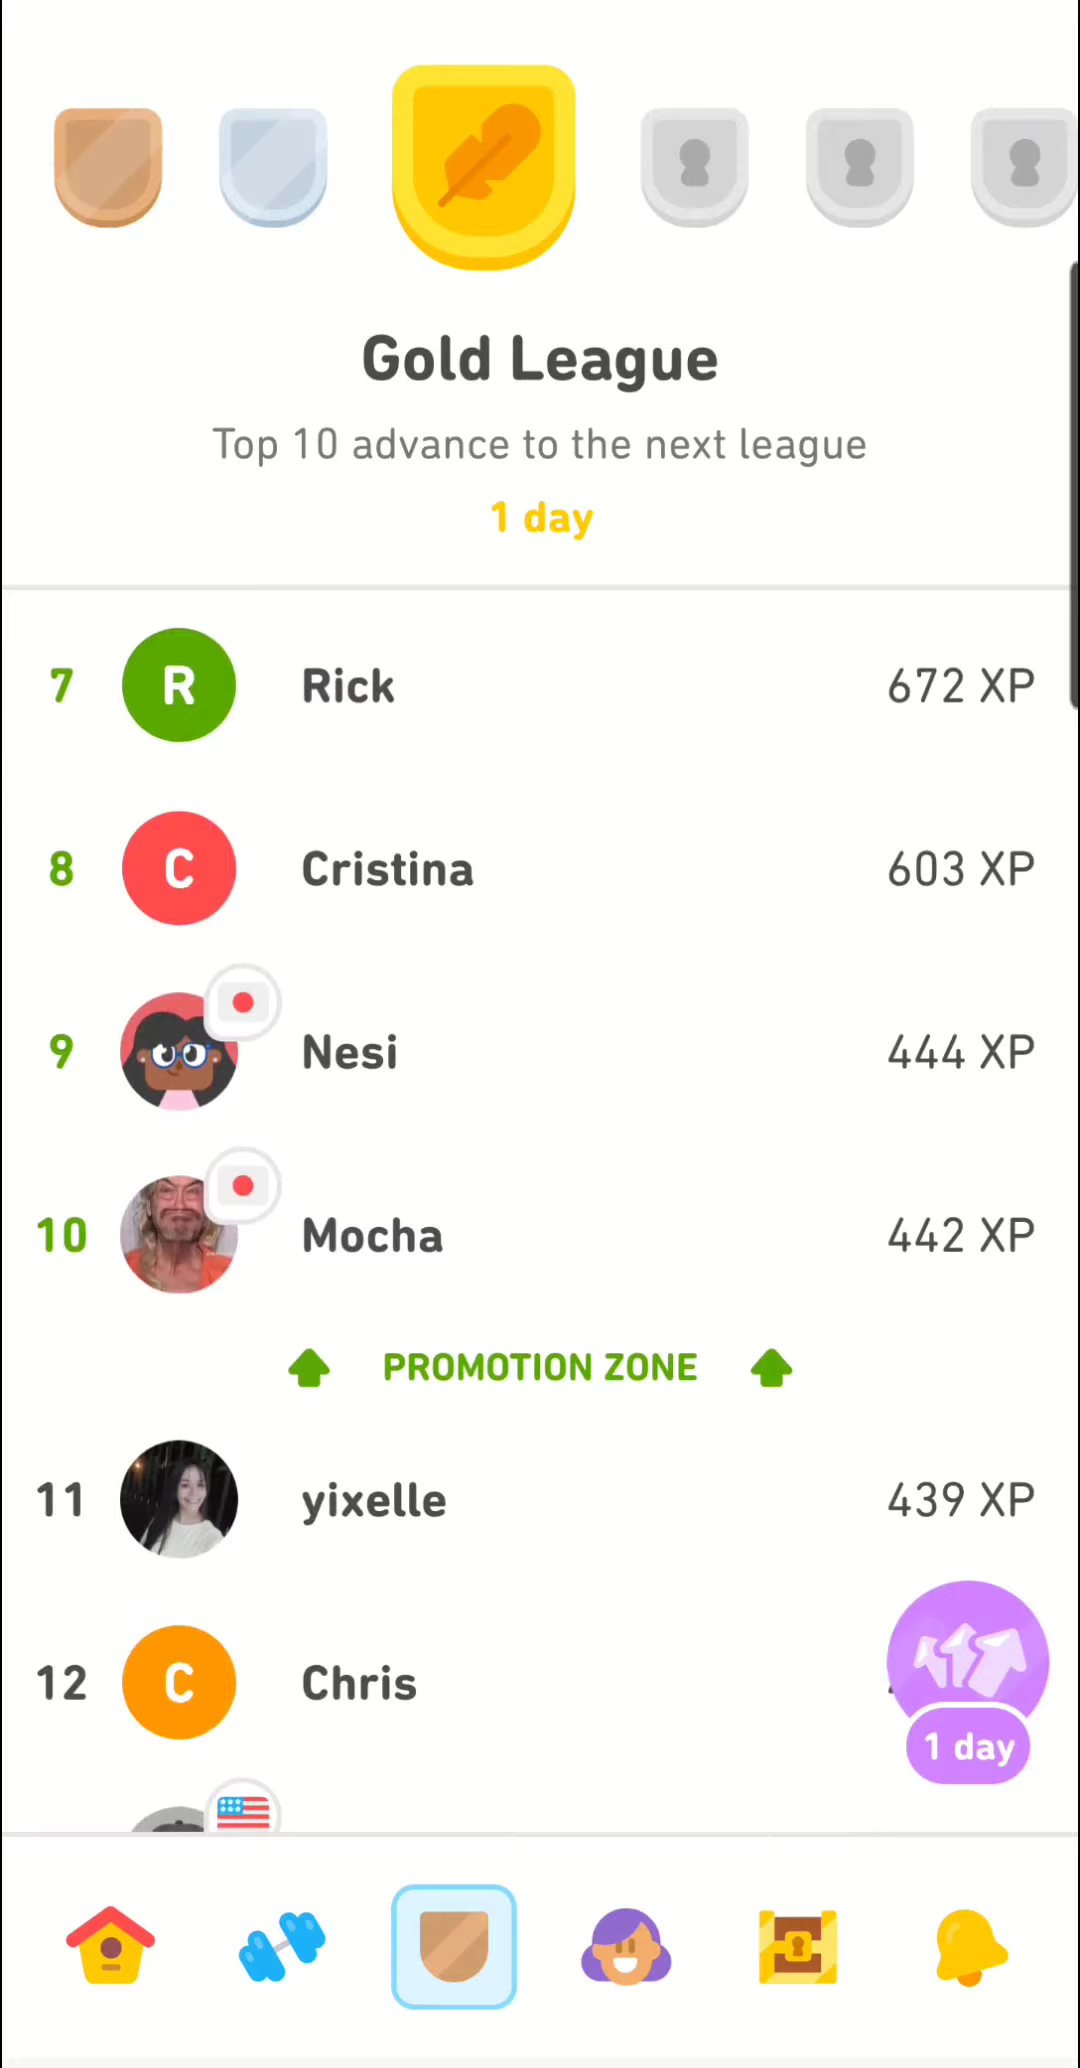 Gold League
Top 10 advance to the next league
1 day
7 R Rick 672 XP
8 C Cristina 603 XP
9 Nesi 444 XP
10 Mocha 442 XP
PROMOTION ZONE
11 yixelle 439 XP
12 C Chris
1 day